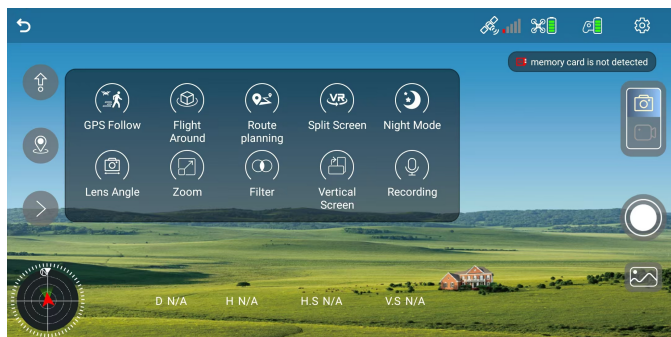 memory card is not detected
GPS Follow
Flight
Around
Route
planning
Split Screen
Night Mode
VR
Lens Angle
Zoom
Filter
Vertical
Screen
Recording
D N/A
H N/A
H.S N/A
V.S N/A